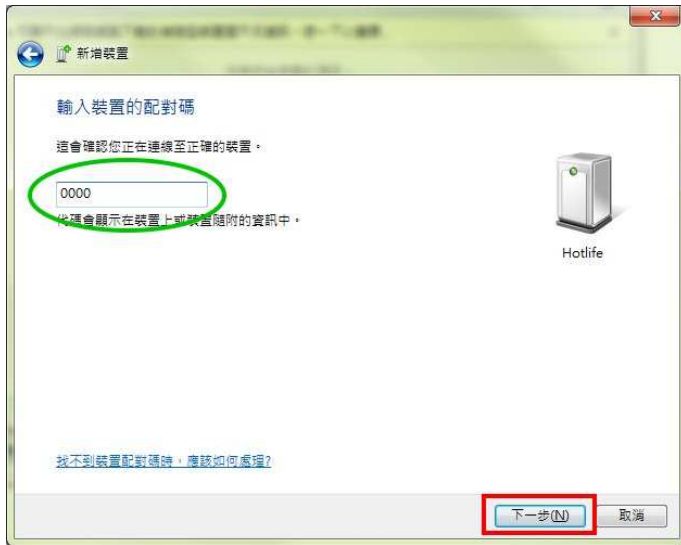 新增裝置
輸入裝置的配對碼
這會確認您正在連線至正確的裝置。
0000
代碼會顯示在裝置上或裝置隨附的資訊中。
Hotlife
找不到裝置配對碼時，應該如何處理?
下一步(N)
取消